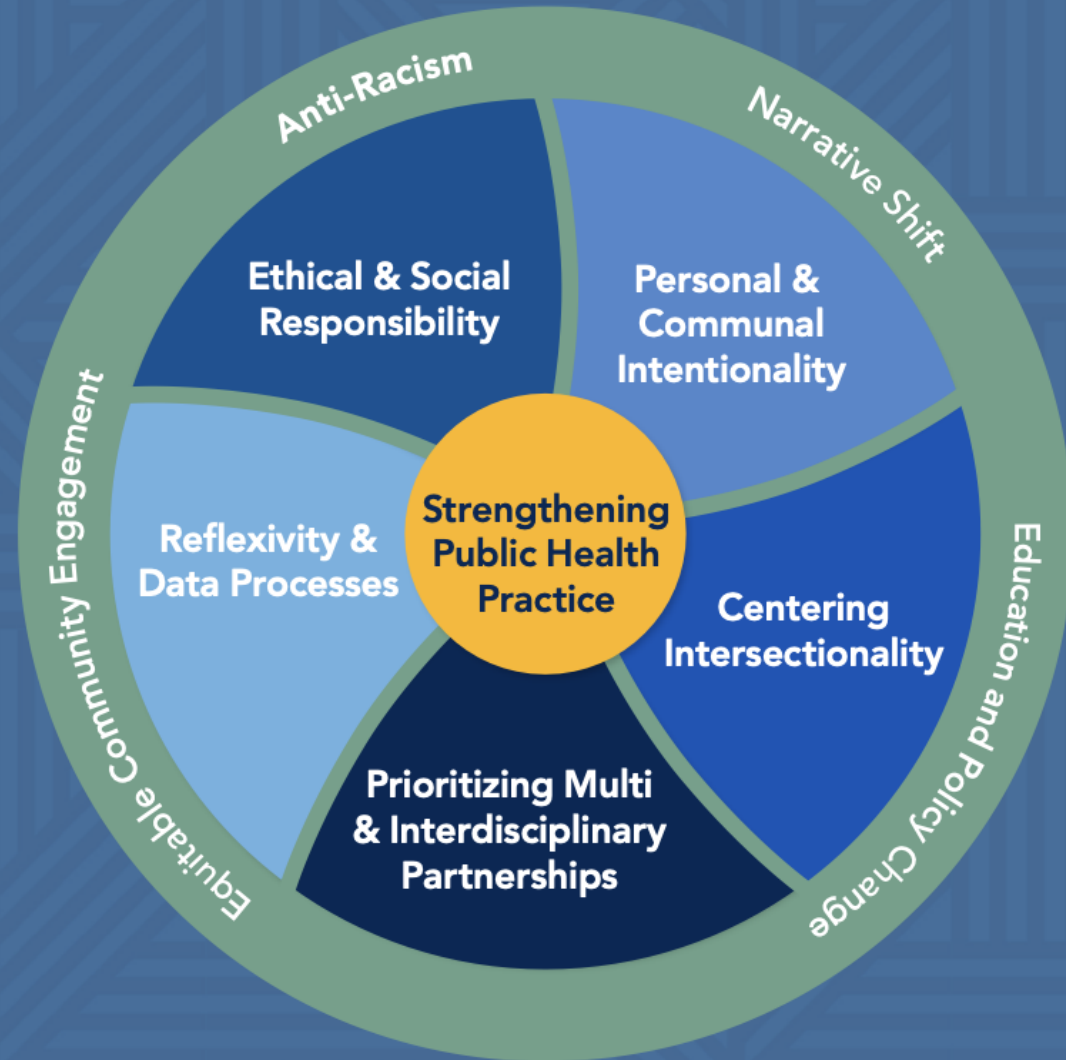 Anti-Racism
Narrative Shift
Ethical & Social
Responsibility
Personal &
Communal
Intentionality
Equitable Community Engagement
Reflexivity &
Data Processes
Strengthening
Public Health
Practice
Centering
Intersectionality
Education and Policy Change
Prioritizing Multi
& Interdisciplinary
Partnerships